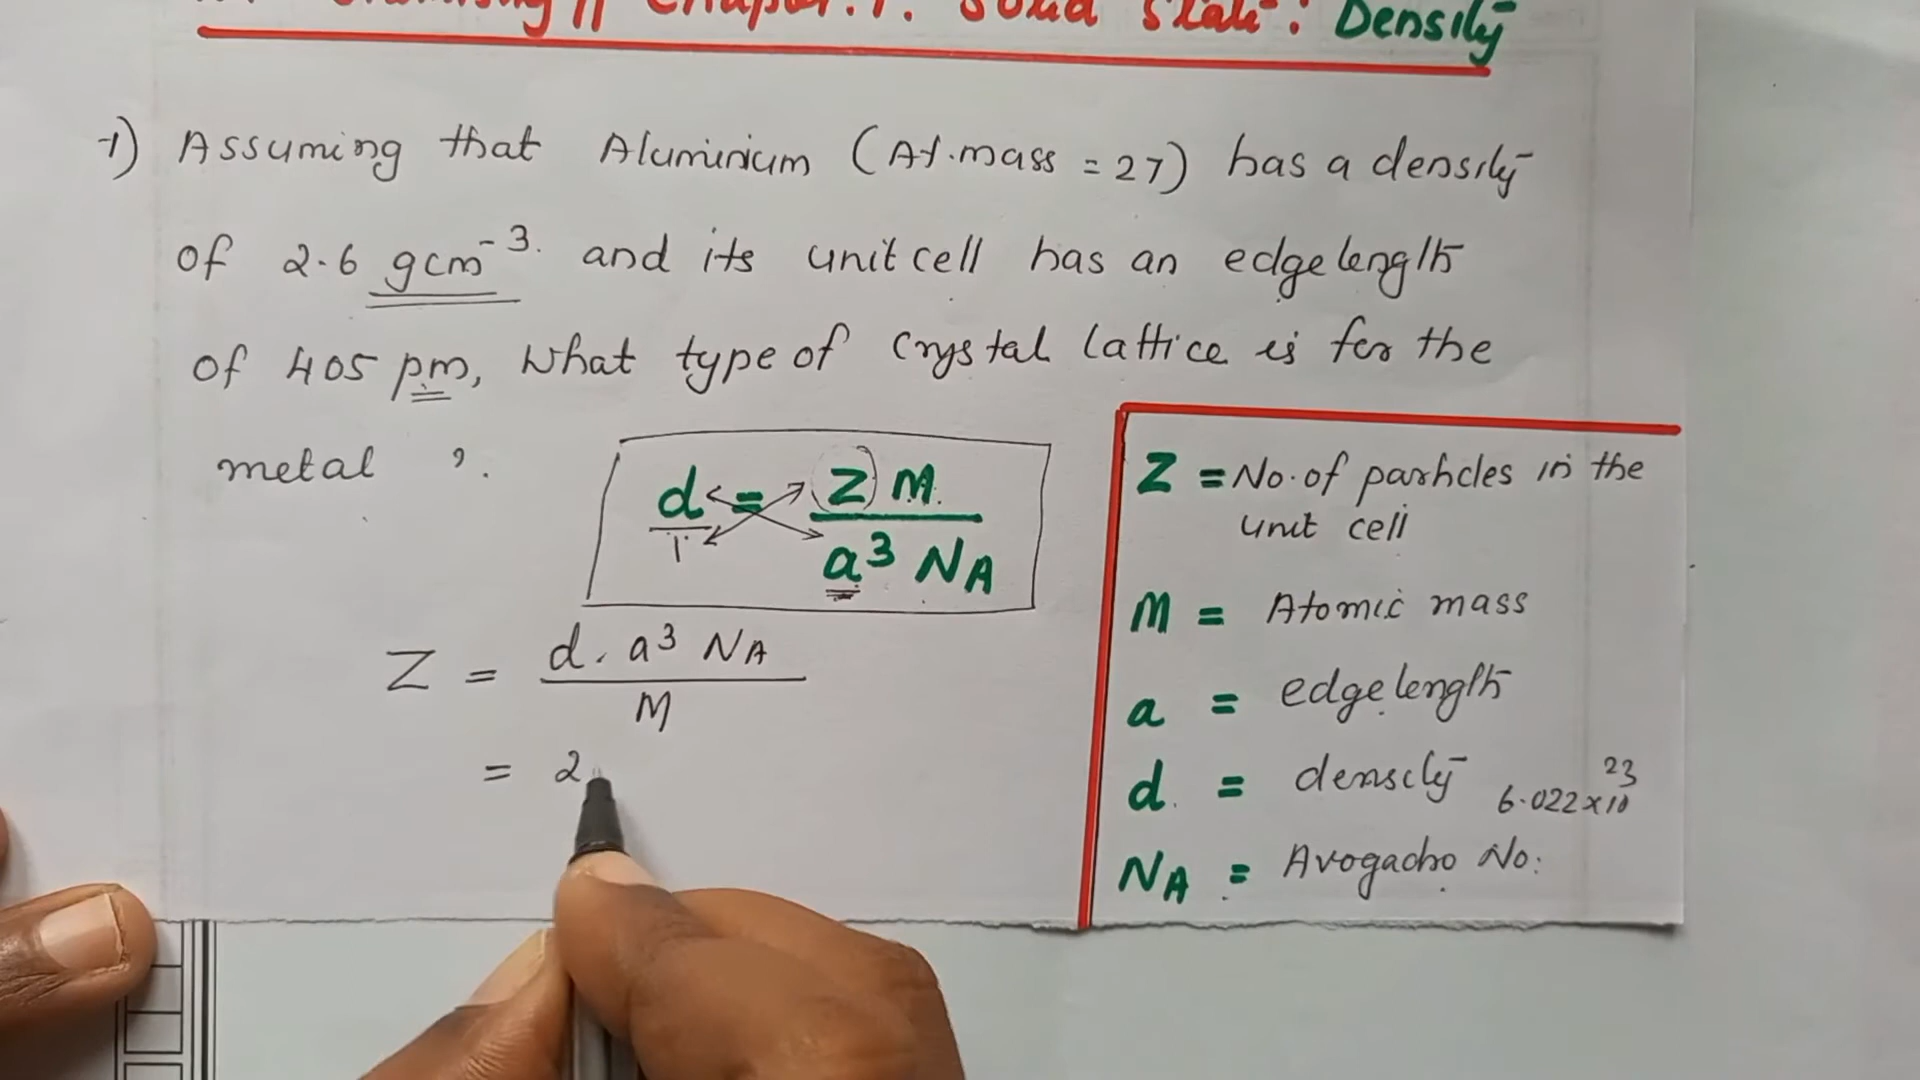 Solid State: Density
1) Assuming that Aluminium (At.mass = 27) has a density
of 2.6 gcm⁻³. and its unit cell has an edge length
of 405 pm, What type of Crystal lattice is for the
metal ?.
d/1 = Z M / a³ NA
Z = d. a³ NA / M
= 2.
Z = No. of particles in the
unit cell
M = Atomic mass
a = edge length
d. = density 6.022x10²³
NA = Avogadro No: